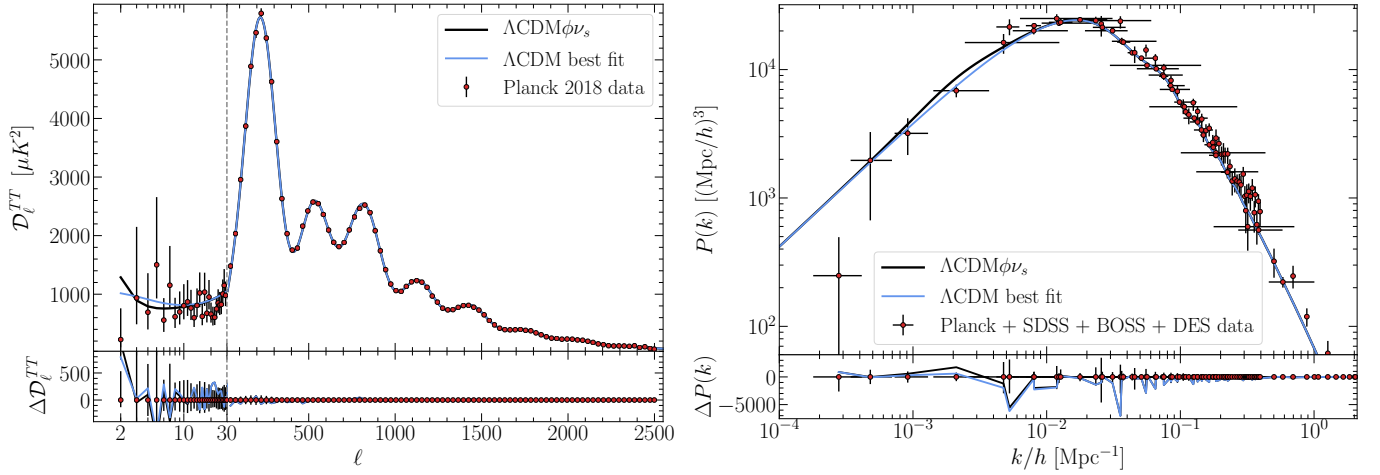 ΛCDMϕν_s
ΛCDM best fit
Planck 2018 data
𝒟_ℓ^{TT} [μK²]
5000
4000
3000
2000
1000
Δ𝒟_ℓ^{TT}
500
0
2 10 30 500 1000 1500 2000 2500
ℓ
P(k) [(Mpc/h)³]
10⁴
10³
10²
ΛCDMϕν_s
ΛCDM best fit
Planck + SDSS + BOSS + DES data
ΔP(k)
0
−5000
10⁻⁴ 10⁻³ 10⁻² 10⁻¹ 10⁰
k/h [Mpc⁻¹]